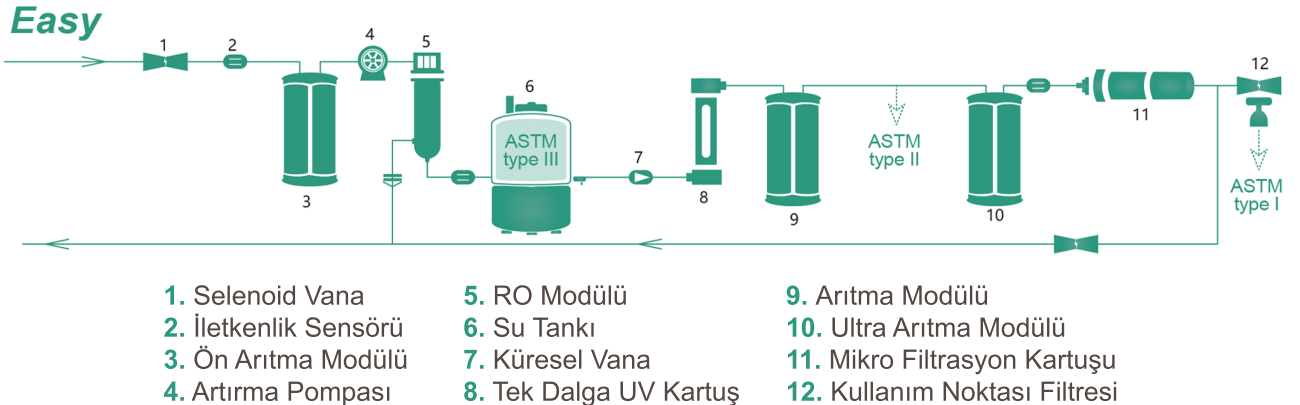 Easy
1
2
3
4
5
6
ASTM
type III
7
8
9
ASTM
type II
10
11
12
ASTM
type I
1. Selenoid Vana
2. İletkenlik Sensörü
3. Ön Arıtma Modülü
4. Artırma Pompası
5. RO Modülü
6. Su Tankı
7. Küresel Vana
8. Tek Dalga UV Kartuş
9. Arıtma Modülü
10. Ultra Arıtma Modülü
11. Mikro Filtrasyon Kartuşu
12. Kullanım Noktası Filtresi